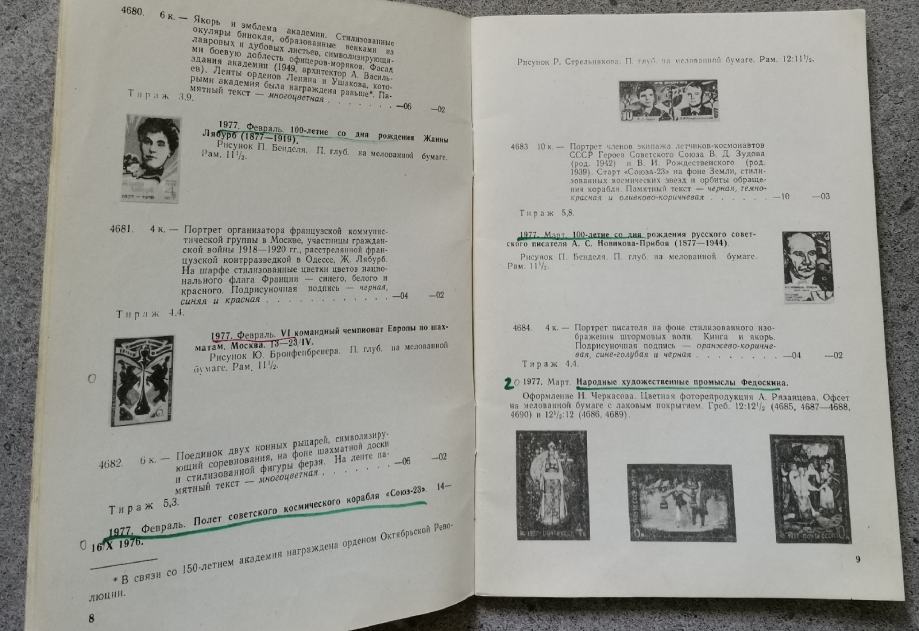 4680. 6 к. — Якорь и эмблема академии. Стилизованные
окуляры бинокля, образованные венками из
лавровых и дубовых листьев, символизирующи-
ми боевую доблесть офицеров-моряков. Фасад
здания академии (1949, архитектор А. Василь-
ев). Ленты орденов Ленина и Ушакова, кото-
рыми академия была награждена раньше*. Па-
мятный текст — многоцветная . . . . . . . —06 —02
Тираж 3,9.
1977. Февраль. 100-летие со дня рождения Жанны
Лябурб (1877—1919).
Рисунок П. Бенделя. П. глуб. на мелованной бумаге.
Рам. 11½.
4681. 4 к. — Портрет организатора французской коммунис-
тической группы в Москве, участницы граждан-
ской войны 1918—1920 гг., расстрелянной фран-
цузской контрразведкой в Одессе, Ж. Лябурб.
На шарфе стилизованные цветки цветов нацио-
нального флага Франции — синего, белого и
красного. Подрисуночная подпись — черная,
синяя и красная . . . . . . . . . . . . —04 —02
Тираж 4,4.
1977. Февраль. VI командный чемпионат Европы по шах-
матам. Москва. 13—23/IV.
Рисунок Ю. Бронфенбренера. П. глуб. на мелованной
бумаге. Рам. 11½.
4682. 6 к. — Поединок двух конных рыцарей, символизиру-
ющий соревнования, на фоне шахматной доски
и стилизованной фигуры ферзя. На ленте па-
мятный текст — многоцветная . . . . . . . —06 —02
Тираж 5,3.
1977. Февраль. Полет советского космического корабля «Союз-23». 14—
16/X 1976.
* В связи со 150-летием академия награждена орденом Октябрьской Рево-
люции.
8
Рисунок Р. Стрельникова. П. глуб. на мелованной бумаге. Рам. 12:11½.
10
4683 10 к. — Портрет членов экипажа летчиков-космонавтов
СССР Героев Советского Союза В. Д. Зудова
(род. 1942) и В. И. Рождественского (род.
1939). Старт «Союза-23» на фоне Земли, стили-
зованных космических звезд и орбиты обраще-
ния корабля. Памятный текст — черная, темно-
красная и оливково-коричневая . . . . . . —10 —03
Тираж 5,8.
1977. Март. 100-летие со дня рождения русского совет-
ского писателя А. С. Новикова-Прибоя (1877—1944).
Рисунок П. Бенделя. П. глуб. на мелованной бумаге.
Рам. 11½.
4684. 4 к. — Портрет писателя на фоне стилизованного изо-
бражения штормовых волн. Книга и якорь.
Подрисуночная подпись — оранжево-коричне-
вая, сине-голубая и черная . . . . . . . —04 —02
Тираж 4,4.
20 1977. Март. Народные художественные промыслы Федоскина.
Оформление Н. Черкасова. Цветная фоторепродукция А. Рязанцева. Офсет
на мелованной бумаге с лаковым покрытием. Греб. 12:12½ (4685, 4687—4688,
4690) и 12½:12 (4686, 4689).
9